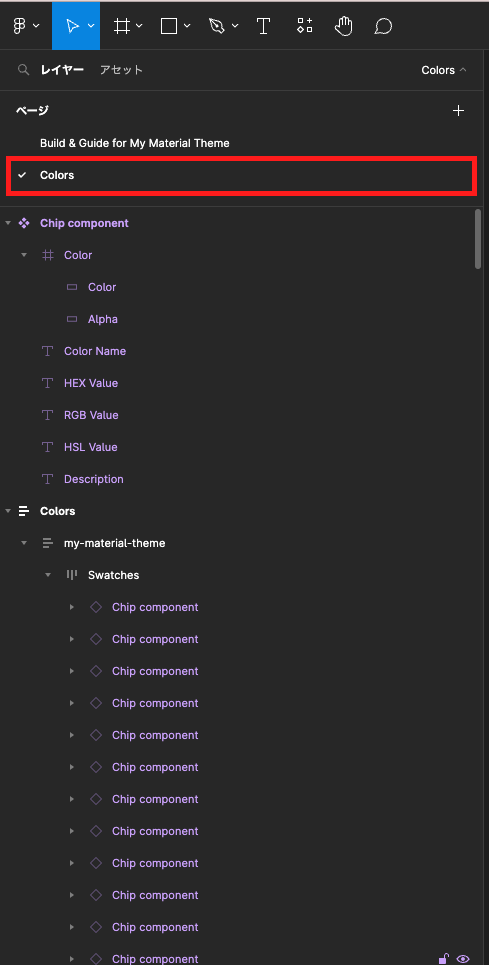 レイヤー アセット Colors
ページ
Build & Guide for My Material Theme
Colors
Chip component
Color
Color
Alpha
Color Name
HEX Value
RGB Value
HSL Value
Description
Colors
my-material-theme
Swatches
Chip component
Chip component
Chip component
Chip component
Chip component
Chip component
Chip component
Chip component
Chip component
Chip component
Chip component
Chip component